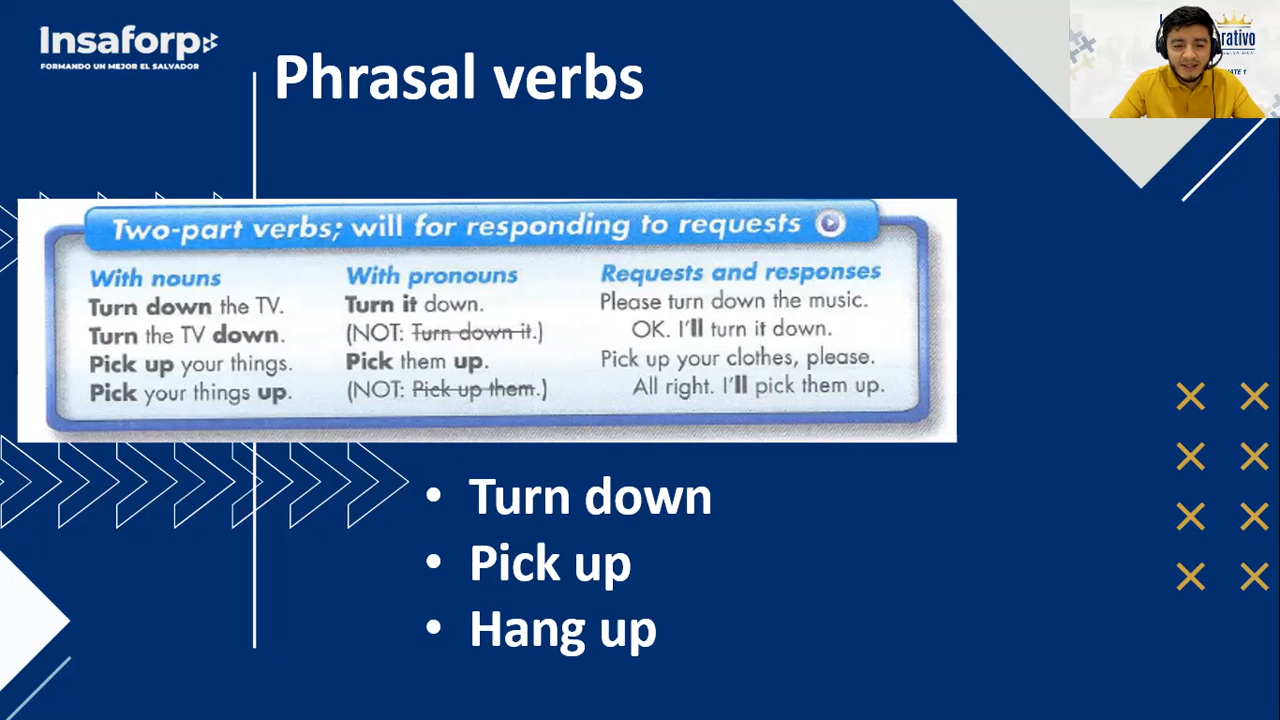 Insaforp
FORMANDO UN MEJOR EL SALVADOR
Phrasal verbs
rativo
ATE 1
Two-part verbs; will for responding to requests
With nouns
Turn down the TV.
Turn the TV down.
Pick up your things.
Pick your things up.
With pronouns
Turn it down.
(NOT: Turn down it.)
Pick them up.
(NOT: Pick up them.)
Requests and responses
Please turn down the music.
OK. I'll turn it down.
Pick up your clothes, please.
All right. I'll pick them up.
• Turn down
• Pick up
• Hang up